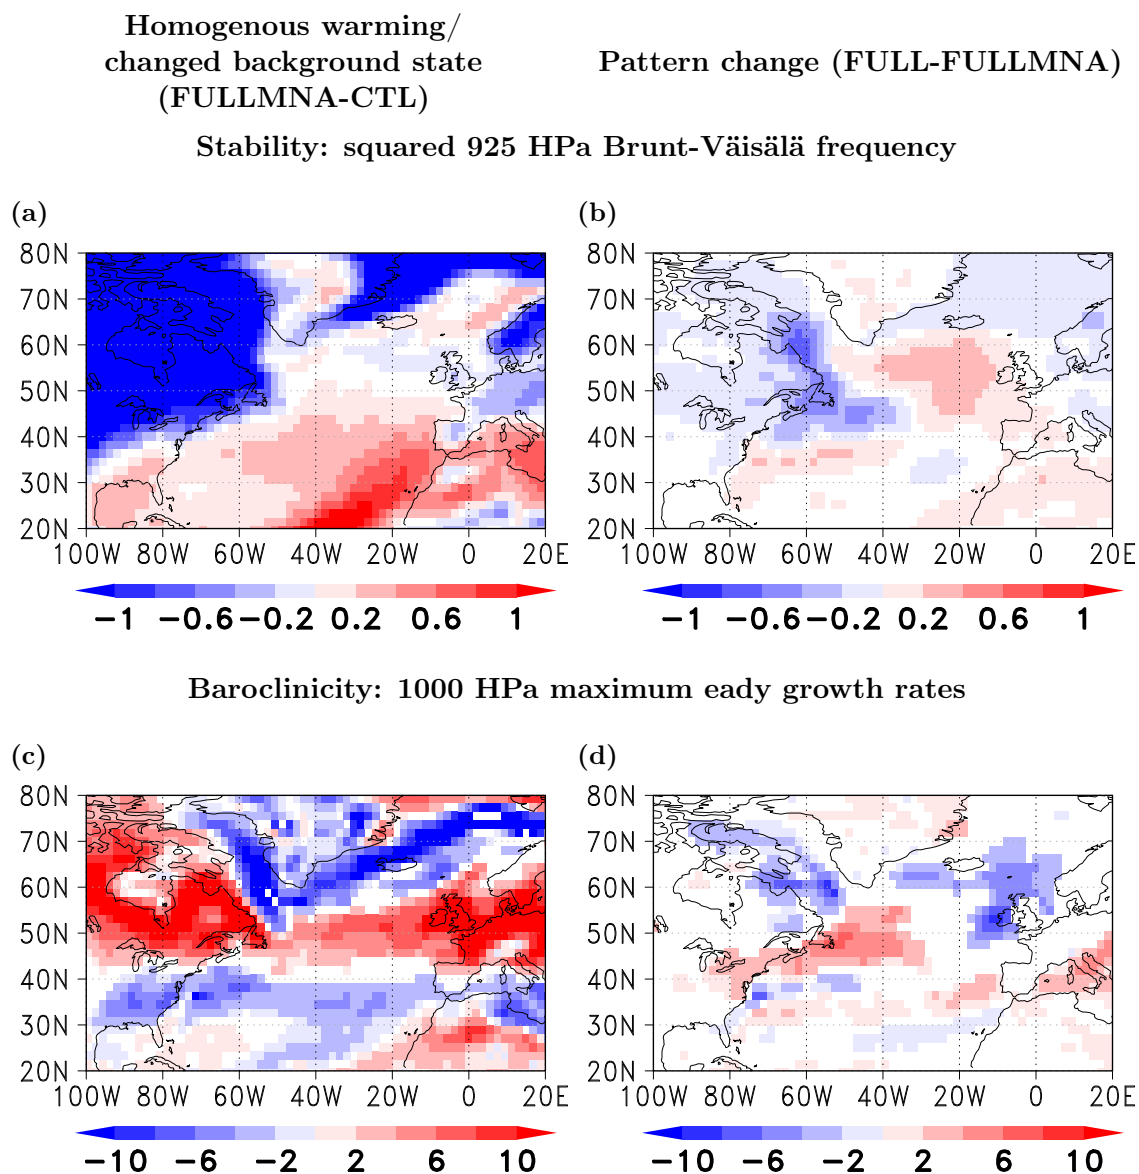 Homogenous warming/
changed background state
(FULLMNA-CTL)
Pattern change (FULL-FULLMNA)
Stability: squared 925 HPa Brunt-Väisälä frequency
(a)
80N
70N
60N
50N
40N
30N
20N
100W 80W 60W 40W 20W 0 20E
−1 −0.6 −0.2 0.2 0.6 1
(b)
80N
70N
60N
50N
40N
30N
20N
100W 80W 60W 40W 20W 0 20E
−1 −0.6 −0.2 0.2 0.6 1
Baroclinicity: 1000 HPa maximum eady growth rates
(c)
80N
70N
60N
50N
40N
30N
20N
100W 80W 60W 40W 20W 0 20E
−10 −6 −2 2 6 10
(d)
80N
70N
60N
50N
40N
30N
20N
100W 80W 60W 40W 20W 0 20E
−10 −6 −2 2 6 10